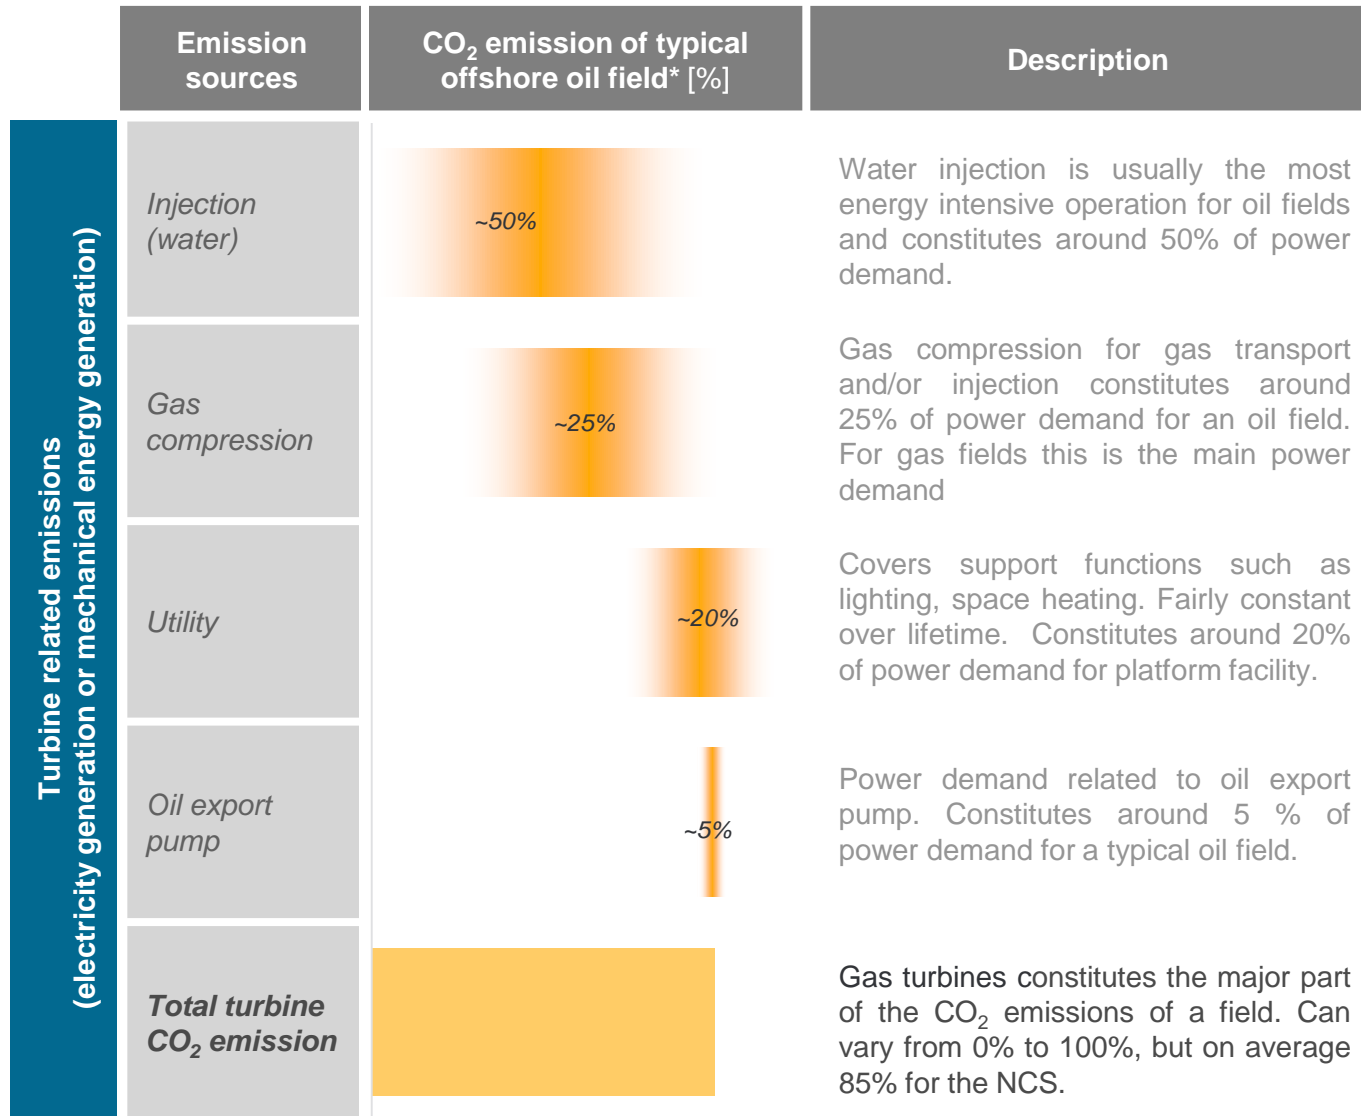 Emission
sources
CO₂ emission of typical
offshore oil field* [%]
Description
Turbine related emissions
(electricity generation or mechanical energy generation)
Injection
(water)
~50%
Water injection is usually the most
energy intensive operation for oil fields
and constitutes around 50% of power
demand.
Gas
compression
~25%
Gas compression for gas transport
and/or injection constitutes around
25% of power demand for an oil field.
For gas fields this is the main power
demand
Utility
~20%
Covers support functions such as
lighting, space heating. Fairly constant
over lifetime. Constitutes around 20%
of power demand for platform facility.
Oil export
pump
~5%
Power demand related to oil export
pump. Constitutes around 5 % of
power demand for a typical oil field.
Total turbine
CO₂ emission
Gas turbines constitutes the major part
of the CO₂ emissions of a field. Can
vary from 0% to 100%, but on average
85% for the NCS.